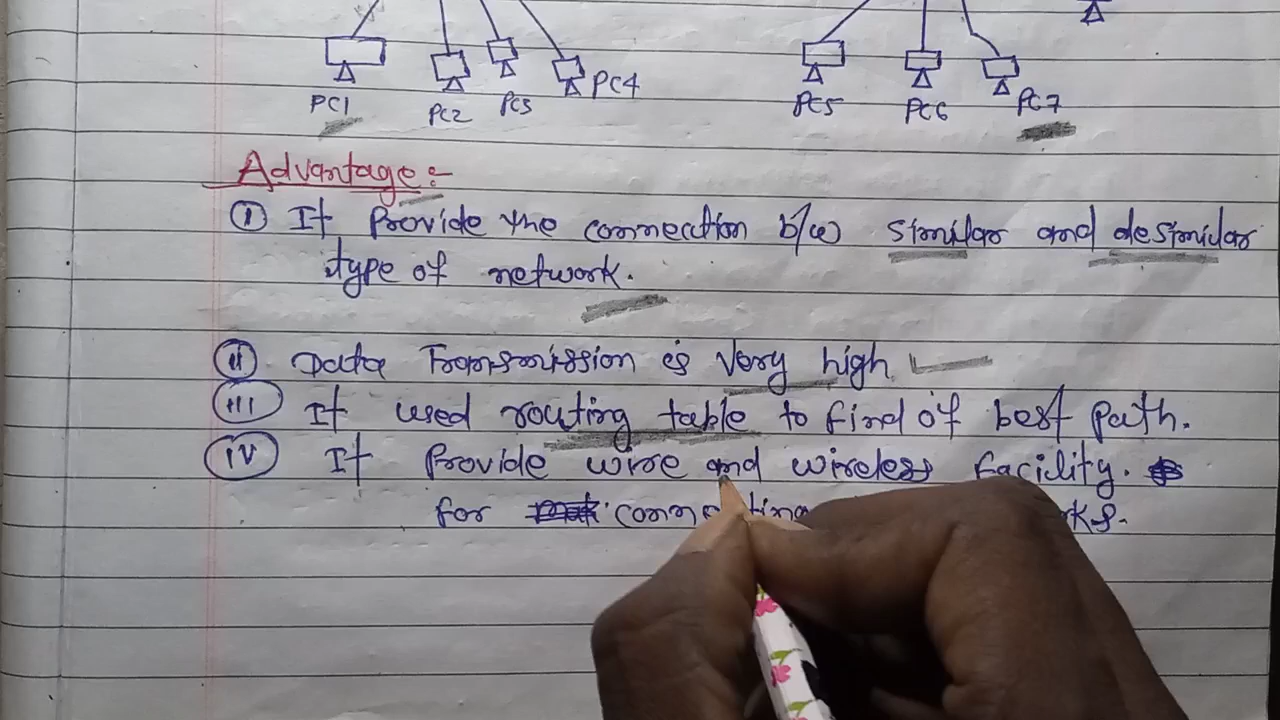 PC1 PC2 PC3 PC4 PC5 PC6 PC7
Advantage:-
I It Provide the connection b/w similar and desimilar
type of network.
II Data Transmission is Very high
III It used routing table to find of best path.
IV It Provide wire and wireless facility.
for